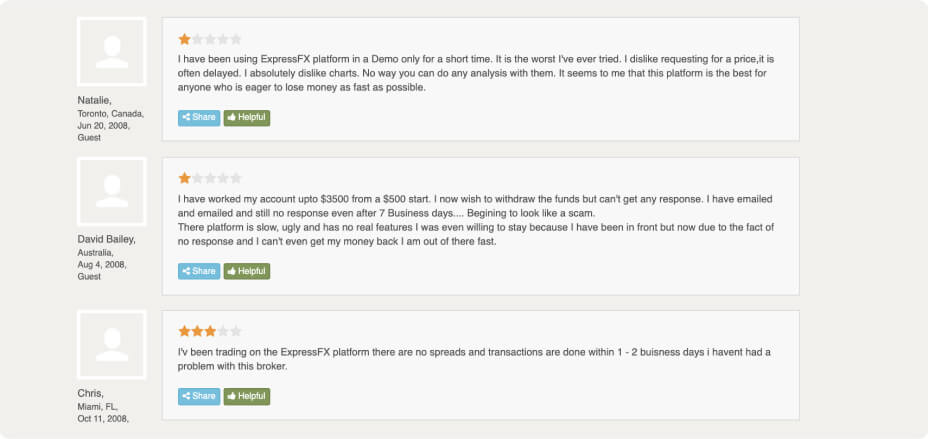 I have been using ExpressFX platform in a Demo only for a short time. It is the worst I've ever tried. I dislike requesting for a price,it is
often delayed. I absolutely dislike charts. No way you can do any analysis with them. It seems to me that this platform is the best for
anyone who is eager to lose money as fast as possible.
Share Helpful
Natalie,
Toronto, Canada,
Jun 20, 2008,
Guest
I have worked my account upto $3500 from a $500 start. I now wish to withdraw the funds but can't get any response. I have emailed
and emailed and still no response even after 7 Business days.... Begining to look like a scam.
There platform is slow, ugly and has no real features I was even willing to stay because I have been in front but now due to the fact of
no response and I can't even get my money back I am out of there fast.
Share Helpful
David Bailey,
Australia,
Aug 4, 2008,
Guest
I'v been trading on the ExpressFX platform there are no spreads and transactions are done within 1 - 2 buisness days i havent had a
problem with this broker.
Share Helpful
Chris,
Miami, FL,
Oct 11, 2008,